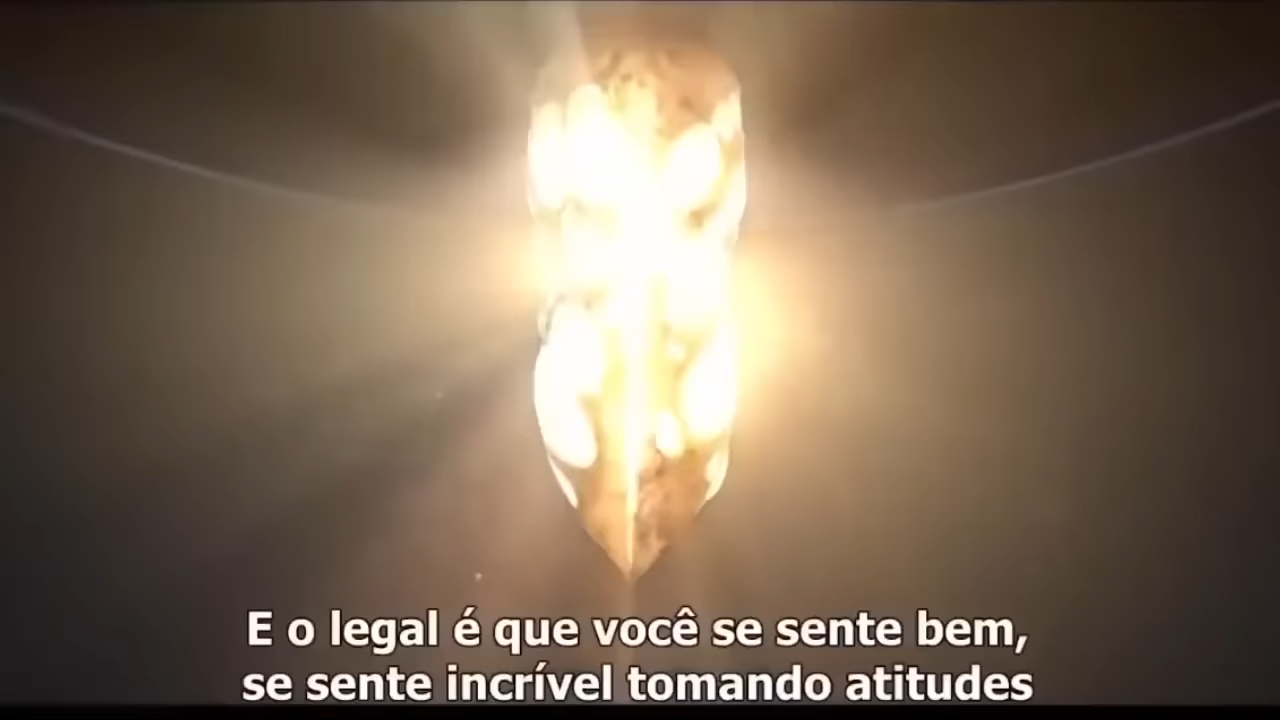 E o legal é que você se sente bem,
se sente incrível tomando atitudes